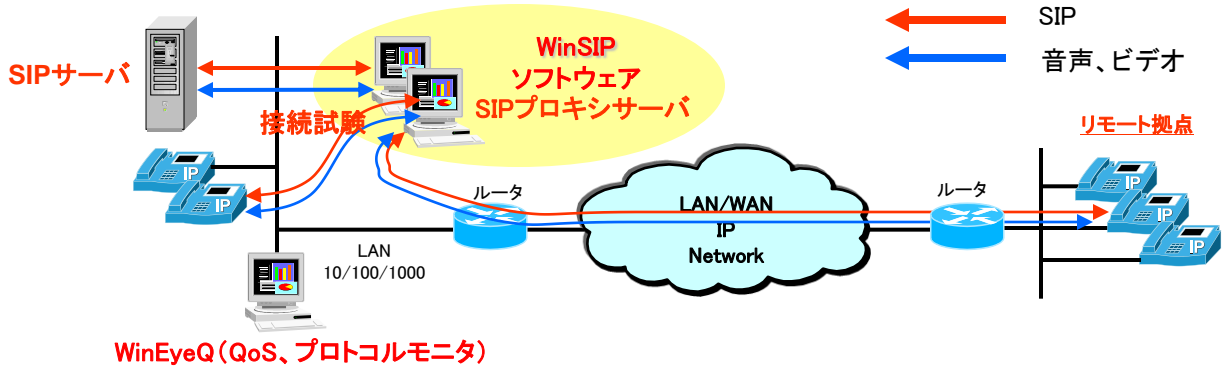 SIP
音声、ビデオ
WinSIP
ソフトウェア
SIPプロキシサーバ
SIPサーバ
接続試験
リモート拠点
IP
IP
ルータ
ルータ
LAN/WAN
IP
Network
IP
IP
IP
LAN
10/100/1000
WinEyeQ(QoS、プロトコルモニタ)